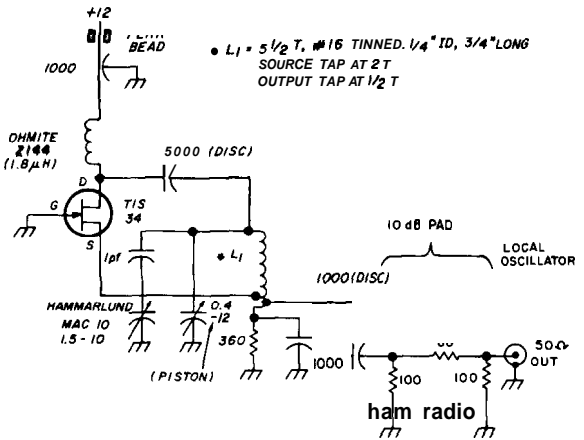 +12
BEAD
1000
• L1 = 5 1/2 T, #16 TINNED. 1/4" ID, 3/4" LONG
SOURCE TAP AT 2 T
OUTPUT TAP AT 1/2 T
OHMITE
Z144
(1.8 µH)
5000 (DISC)
D
G
S
TIS
34
1pf
* L1
10 dB PAD
LOCAL
OSCILLATOR
1000 (DISC)
HAMMARLUND
MAC 10
1.5 - 10
0.4
-12
(PISTON)
360
1000
100
100
50Ω
OUT
ham radio